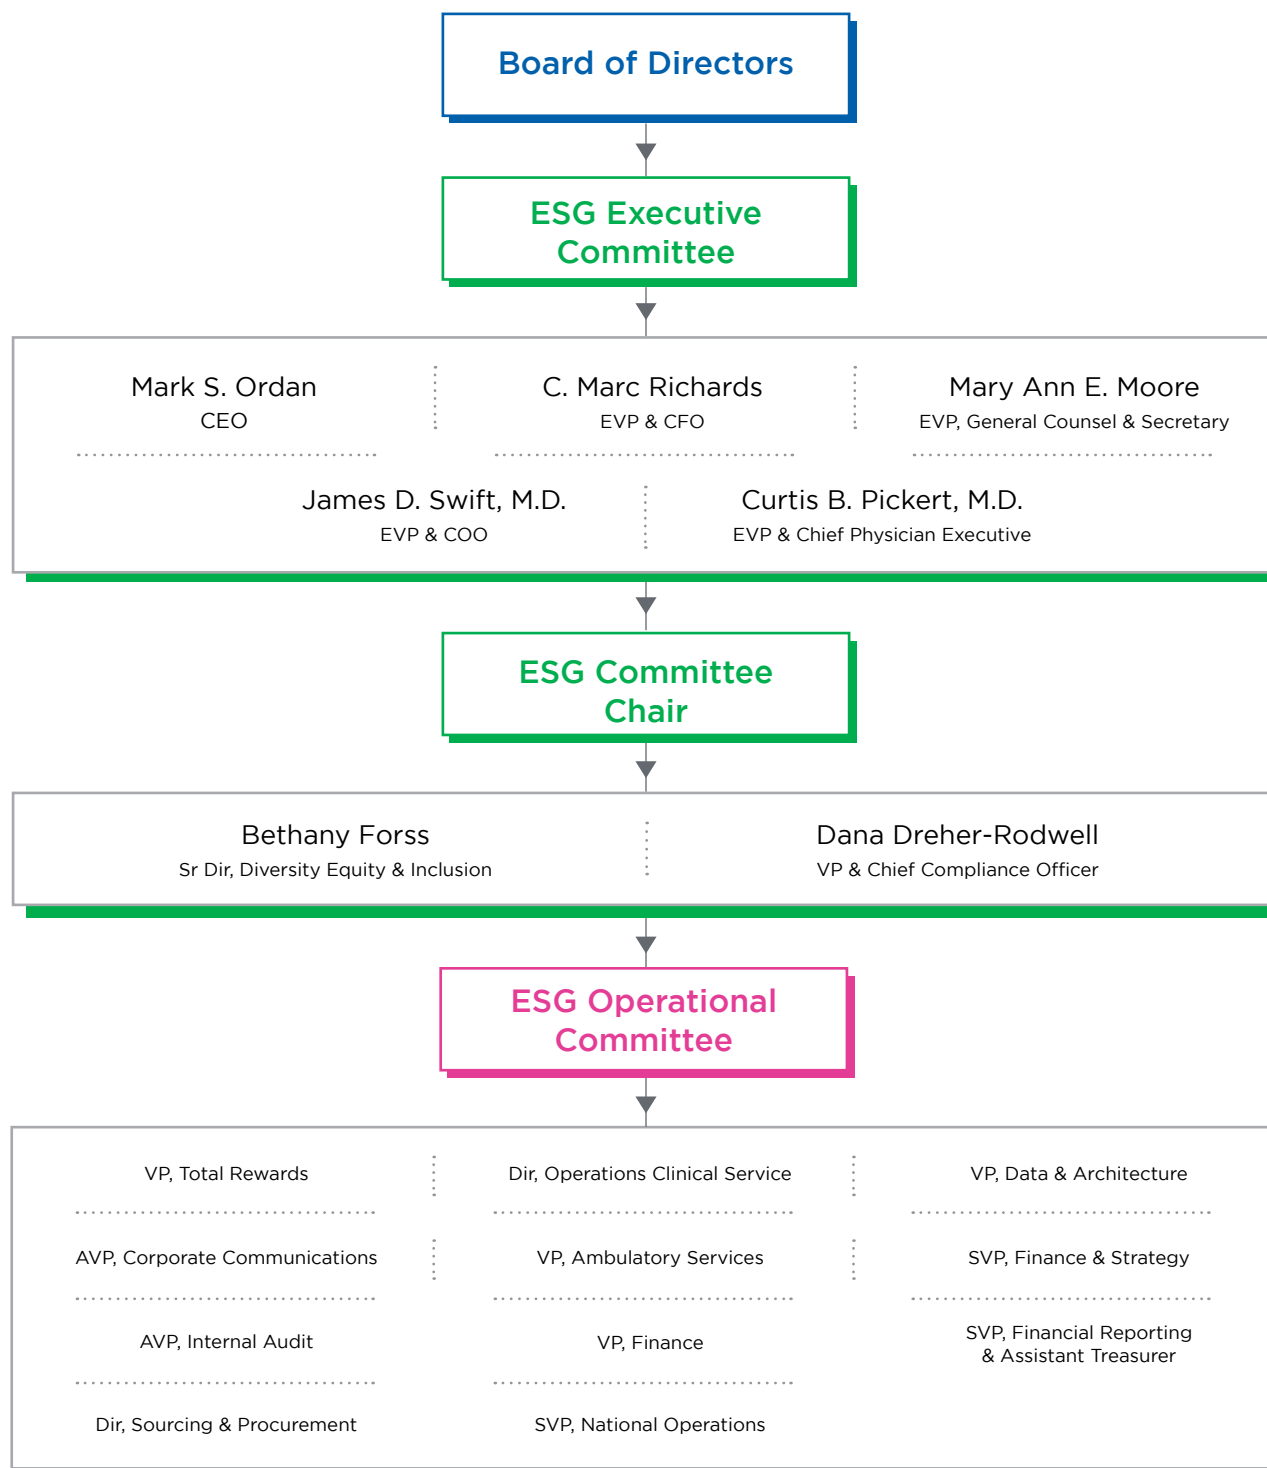 Board of Directors
ESG Executive
Committee
Mark S. Ordan
CEO
C. Marc Richards
EVP & CFO
Mary Ann E. Moore
EVP, General Counsel & Secretary
James D. Swift, M.D.
EVP & COO
Curtis B. Pickert, M.D.
EVP & Chief Physician Executive
ESG Committee
Chair
Bethany Forss
Sr Dir, Diversity Equity & Inclusion
Dana Dreher-Rodwell
VP & Chief Compliance Officer
ESG Operational
Committee
VP, Total Rewards
Dir, Operations Clinical Service
VP, Data & Architecture
AVP, Corporate Communications
VP, Ambulatory Services
SVP, Finance & Strategy
AVP, Internal Audit
VP, Finance
SVP, Financial Reporting
& Assistant Treasurer
Dir, Sourcing & Procurement
SVP, National Operations